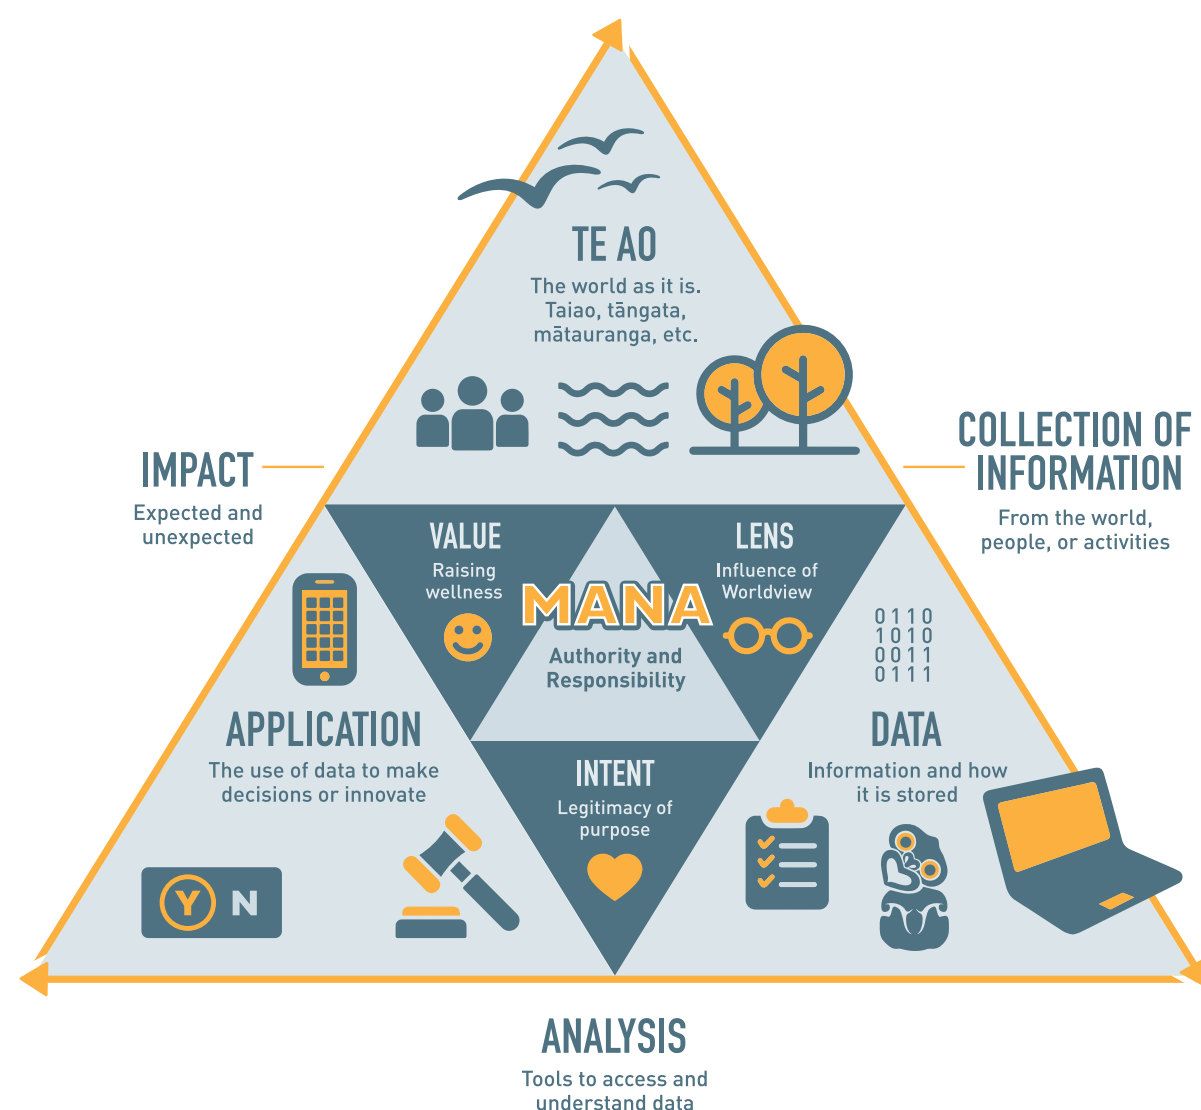 TE AO
The world as it is.
Taiao, tāngata,
mātauranga, etc.
IMPACT
Expected and
unexpected
COLLECTION OF
INFORMATION
From the world,
people, or activities
VALUE
Raising
wellness
MANA
Authority and
Responsibility
LENS
Influence of
Worldview
0110
1010
0011
0111
APPLICATION
The use of data to make
decisions or innovate
Y N
INTENT
Legitimacy of
purpose
DATA
Information and how
it is stored
ANALYSIS
Tools to access and
understand data